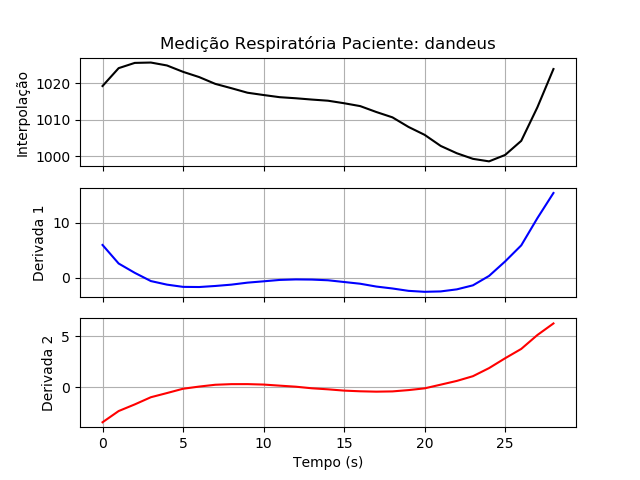 Medição Respiratória Paciente: dandeus
Interpolação
1020
1010
1000
Derivada 1
10
0
Derivada 2
5
0
0 5 10 15 20 25
Tempo (s)